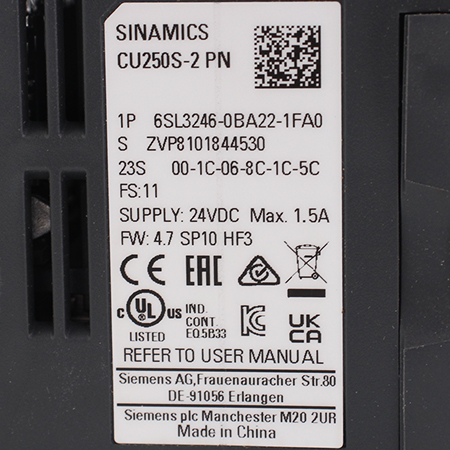 SINAMICS
CU250S-2 PN
1P 6SL3246-0BA22-1FA0
S ZVP8101844530
23S 00-1C-06-8C-1C-5C
FS:11
SUPPLY: 24VDC Max. 1.5A
FW: 4.7 SP10 HF3
CE EAC
C UL US LISTED
IND.
CONT.
EQ.5B33
UK
CA
REFER TO USER MANUAL
Siemens AG,Frauenauracher Str.80
DE-91056 Erlangen
Siemens plc Manchester M20 2UR
Made in China